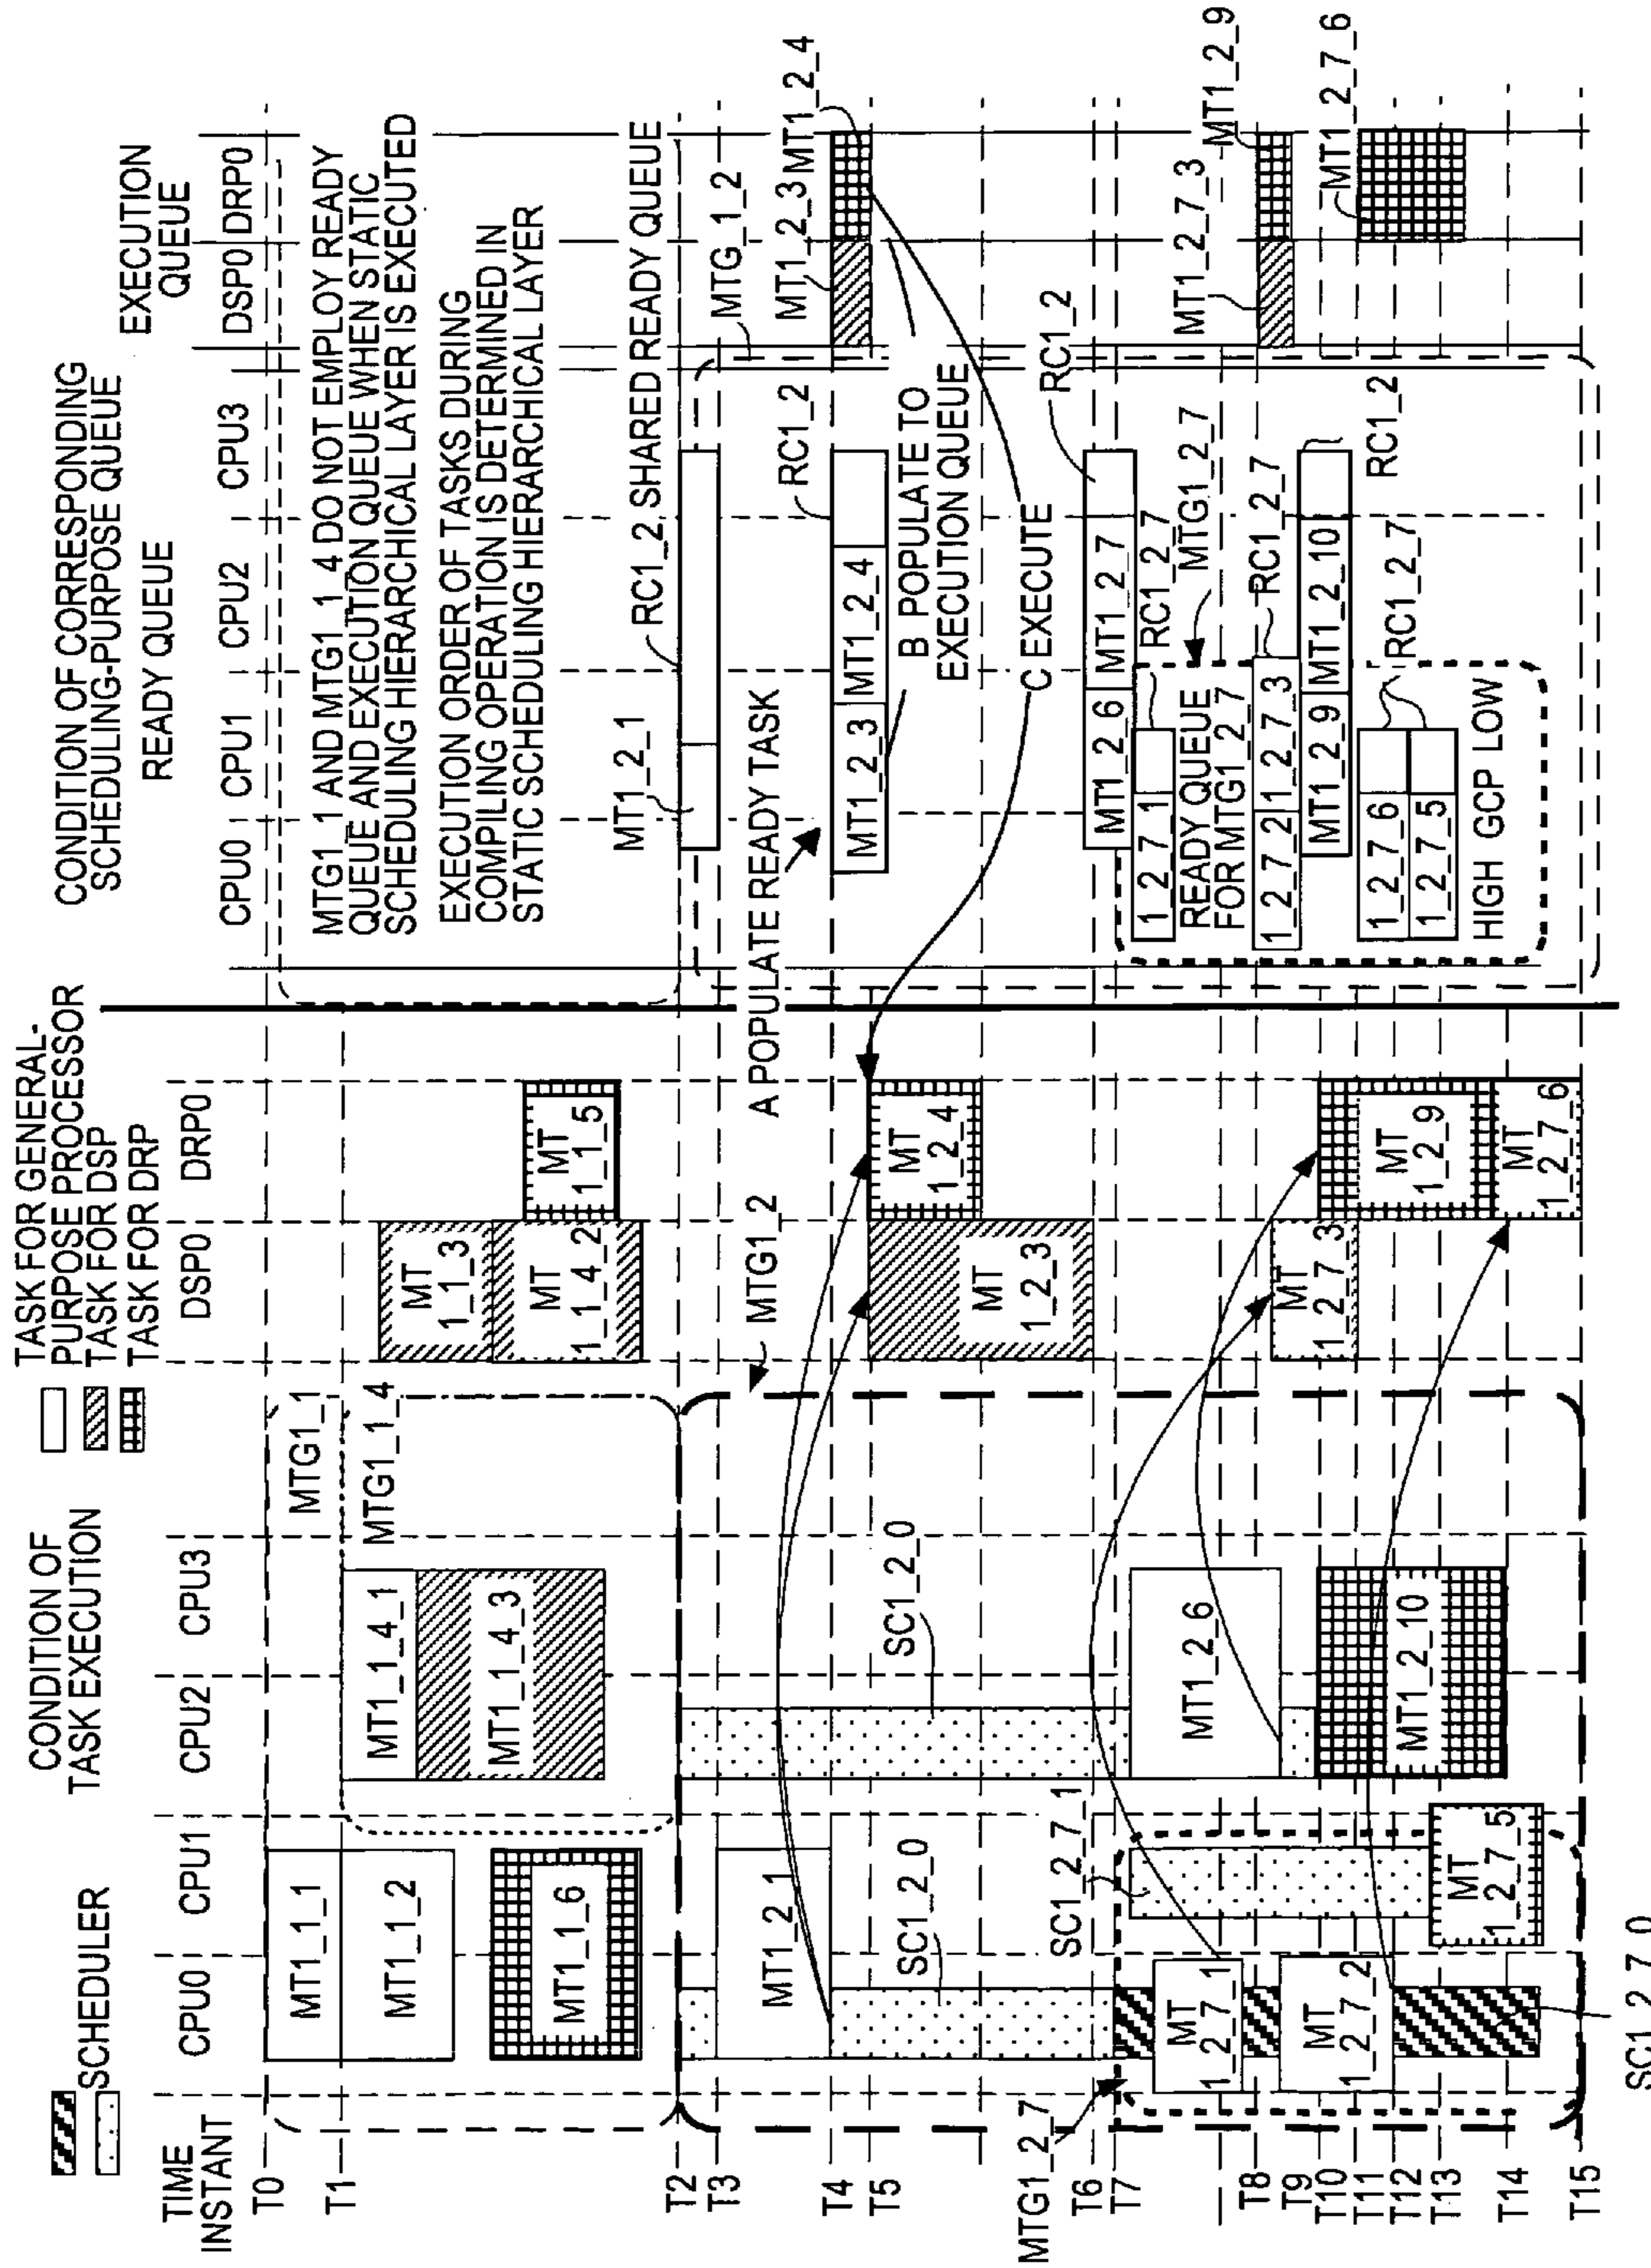 SCHEDULER
CONDITION OF
TASK EXECUTION
TASK FOR GENERAL-
PURPOSE PROCESSOR
TASK FOR DSP
TASK FOR DRP
CONDITION OF CORRESPONDING
SCHEDULING-PURPOSE QUEUE
READY QUEUE
EXECUTION
QUEUE
TIME
INSTANT
CPU0
CPU1
CPU2
CPU3
DSP0
DRP0
CPU0
CPU1
CPU2
CPU3
DSP0
DRP0
T0
T1
T2
T3
T4
T5
T6
T7
T8
T9
T10
T11
T12
T13
T14
T15
MTG1_1
MTG1_1_4
MT1_1_1
MT1_1_2
MT1_1_6
MT1_1_4_1
MT1_1_4_3
MT
1_1_3
MT
1_1_4_2
MT
1_1_5
MTG1_2
MT1_2_1
SC1_2_0
SC1_2_0
MT
1_2_3
MT
1_2_4
MTG1_2_7
SC1_2_7_1
MT
1_2_7_1
MT
1_2_7_2
MT1_2_6
MT1_2_10
MT
1_2_7_5
MT
1_2_7_3
MT
1_2_9
MT
1_2_7_6
SC1_2_7_0
MTG1_1 AND MTG1_1_4 DO NOT EMPLOY READY
QUEUE AND EXECUTION QUEUE WHEN STATIC
SCHEDULING HIERARCHICAL LAYER IS EXECUTED
EXECUTION ORDER OF TASKS DURING
COMPILING OPERATION IS DETERMINED IN
STATIC SCHEDULING HIERARCHICAL LAYER
MT1_2_1
RC1_2 SHARED READY QUEUE
MTG_1_2
A POPULATE READY TASK
RC1_2
MT1_2_3
MT1_2_4
MT1_2_3
MT1_2_4
B POPULATE TO
EXECUTION QUEUE
C EXECUTE
RC1_2
MT1_2_6
MT1_2_7
1_2_7_1
RC1_2_7
READY QUEUE
FOR MTG1_2_7
MTG1_2_7
1_2_7_2
1_2_7_3
RC1_2_7
MT1_2_9
MT1_2_10
RC1_2
MT1_2_7_3
MT1_2_9
1_2_7_6
1_2_7_5
RC1_2_7
HIGH GCP LOW
MT1_2_7_6